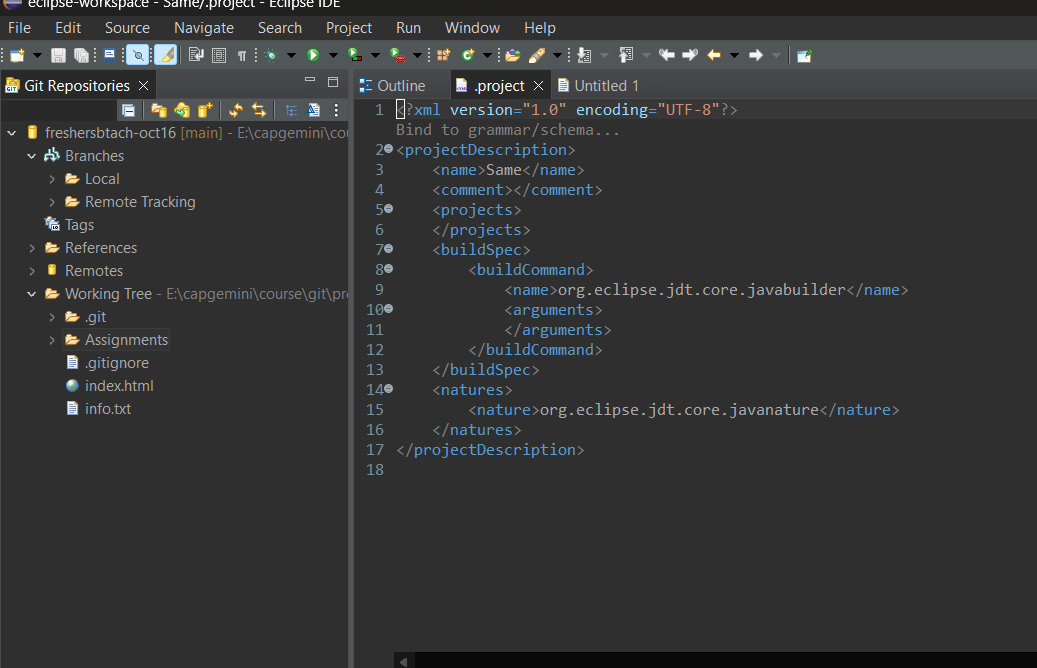 eclipse-workspace - Same/.project - Eclipse IDE
File Edit Source Navigate Search Project Run Window Help
Git Repositories
Outline .project Untitled 1
freshersbtach-oct16 [main] - E:\capgemini\cou
Branches
Local
Remote Tracking
Tags
References
Remotes
Working Tree - E:\capgemini\course\git\pr
.git
Assignments
.gitignore
index.html
info.txt
1 <?xml version="1.0" encoding="UTF-8"?>
Bind to grammar/schema...
2 <projectDescription>
3 <name>Same</name>
4 <comment></comment>
5 <projects>
6 </projects>
7 <buildSpec>
8 <buildCommand>
9 <name>org.eclipse.jdt.core.javabuilder</name>
10 <arguments>
11 </arguments>
12 </buildCommand>
13 </buildSpec>
14 <natures>
15 <nature>org.eclipse.jdt.core.javanature</nature>
16 </natures>
17 </projectDescription>
18